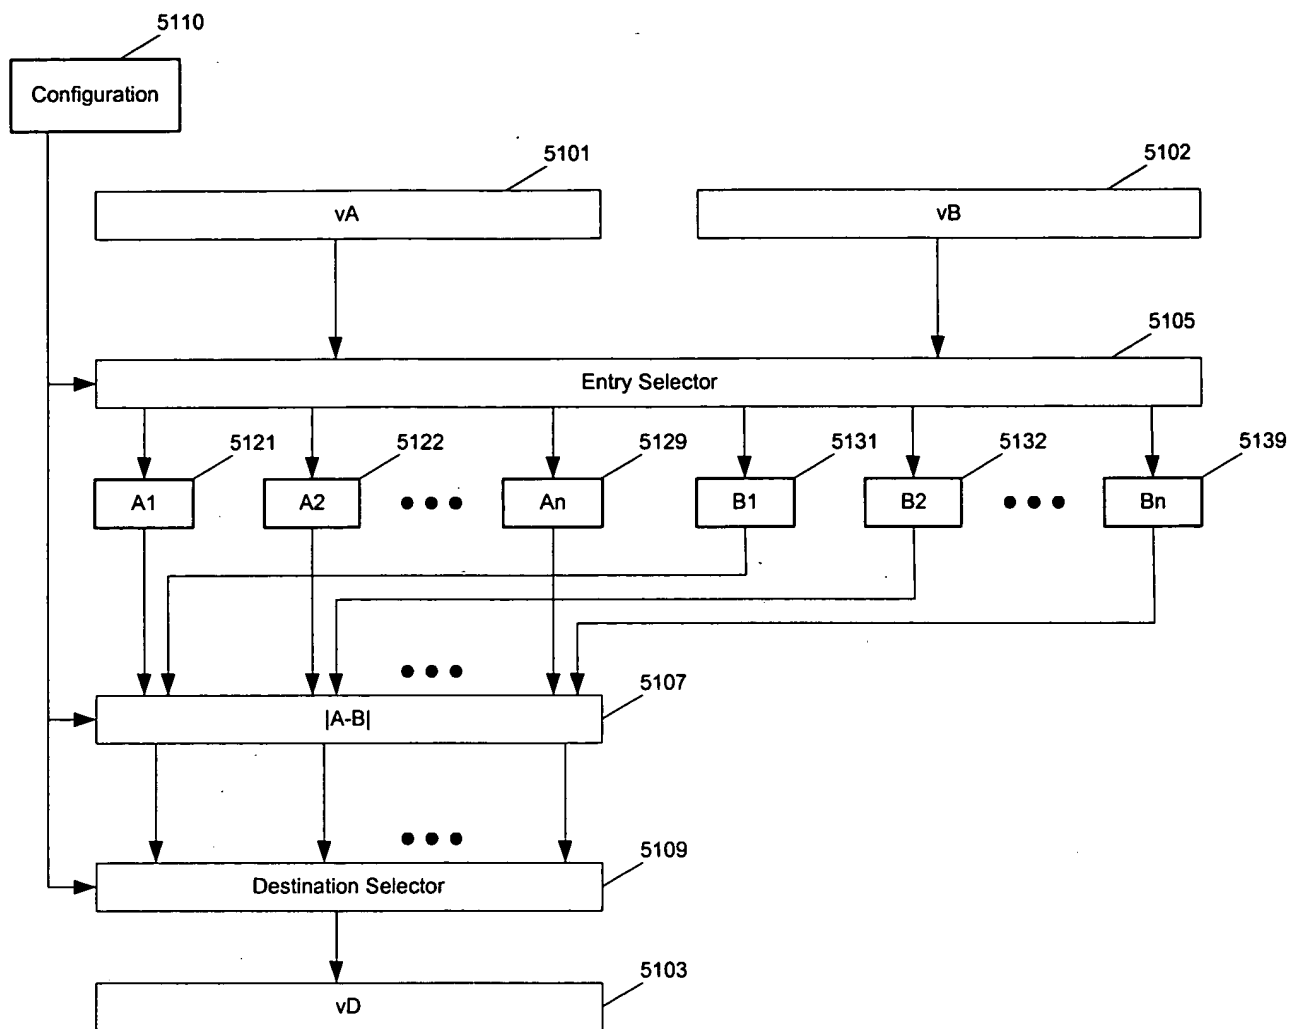 5110
Configuration
5101
5102
vA
vB
5105
Entry Selector
5121
5122
5129
5131
5132
5139
A1
A2
An
B1
B2
Bn
5107
|A-B|
5109
Destination Selector
5103
vD